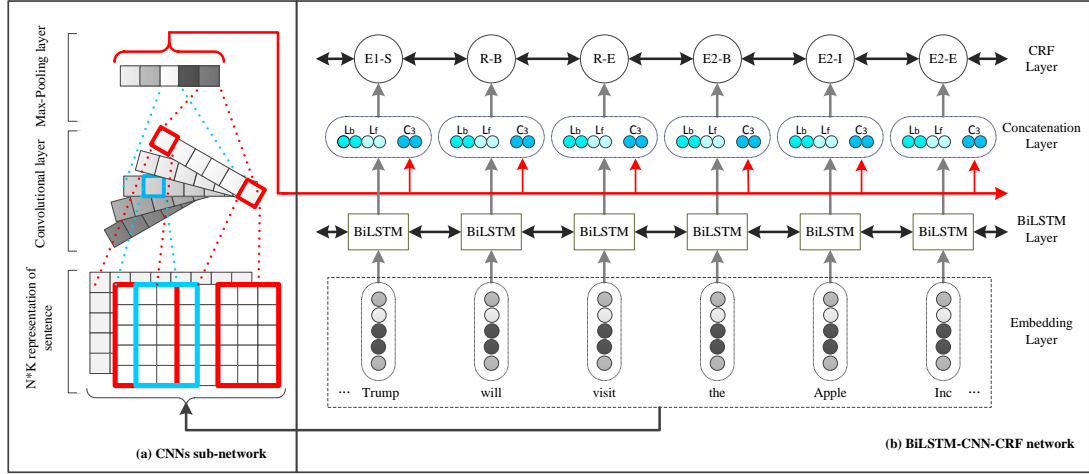 Max-Pooling layer
Convolutional layer
N*K representation of
sentence
(a) CNNs sub-network
E1-S R-B R-E E2-B E2-I E2-E
CRF
Layer
Lb Lf C3 Lb Lf C3 Lb Lf C3 Lb Lf C3 Lb Lf C3 Lb Lf C3
Concatenation
Layer
BiLSTM BiLSTM BiLSTM BiLSTM BiLSTM BiLSTM
BiLSTM
Layer
Embedding
Layer
... Trump will visit the Apple Inc ...
(b) BiLSTM-CNN-CRF network